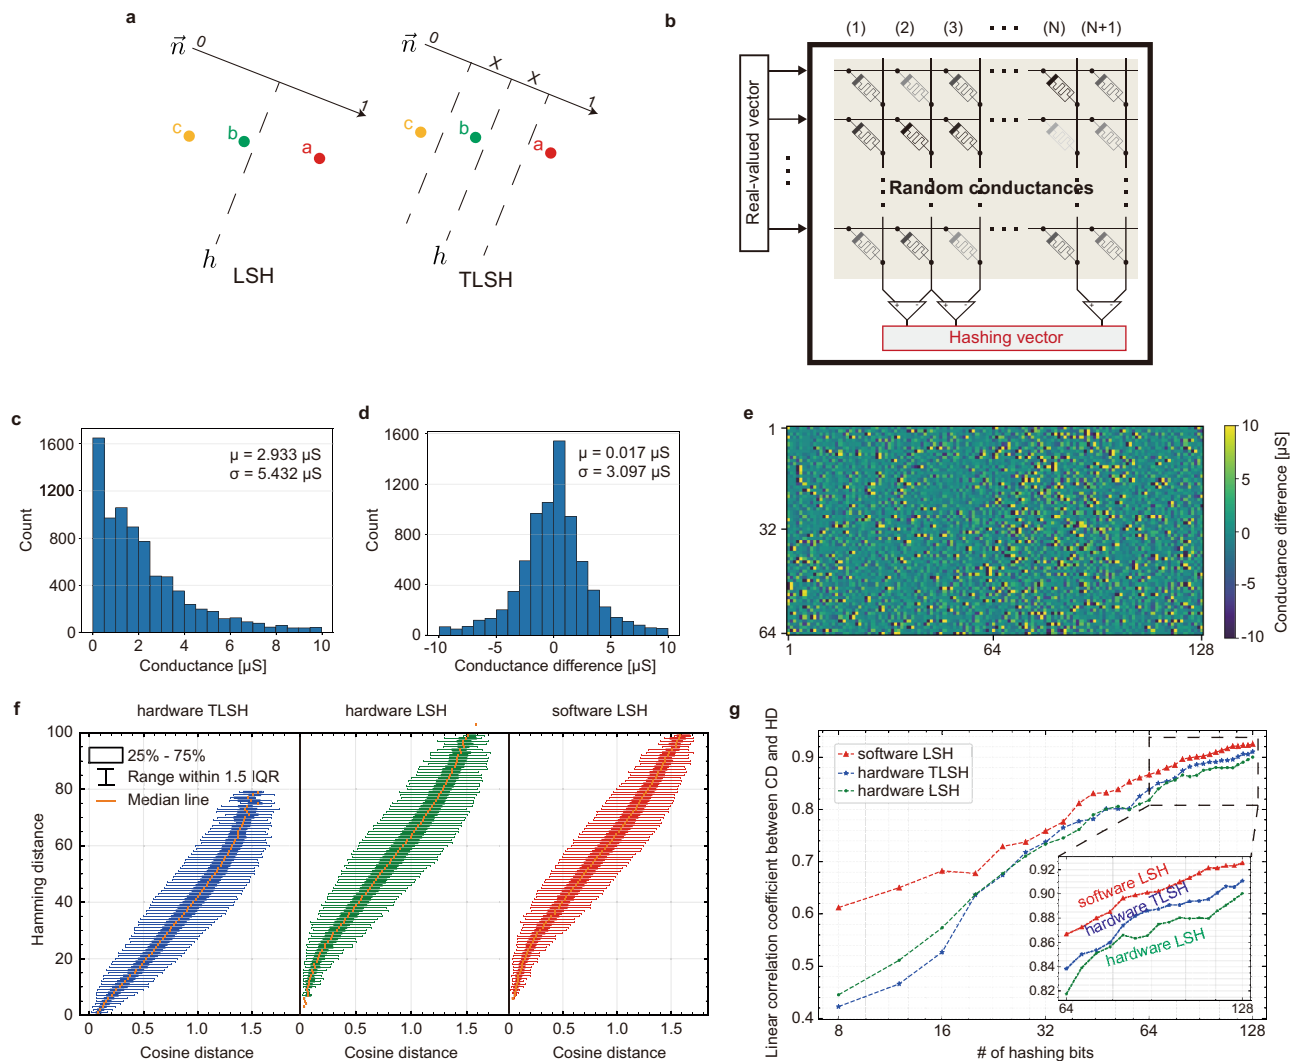 a
n⃗
0
1
c
b
a
h
LSH
n⃗
0
X
X
1
c
b
a
h
TLSH
b
(1) (2) (3) (N) (N+1)
Real-valued vector
Random conductances
+ - + - + -
Hashing vector
c
1600
1200
800
400
0
Count
μ = 2.933 μS
σ = 5.432 μS
0 2 4 6 8 10
Conductance [μS]
d
1600
1200
800
400
0
Count
μ = 0.017 μS
σ = 3.097 μS
-10 -5 0 5 10
Conductance difference [μS]
e
1
32
64
1 64 128
10
5
0
-5
-10
Conductance difference [μS]
f
hardware TLSH hardware LSH software LSH
100
80
60
40
20
0
Hamming distance
25% - 75%
Range within 1.5 IQR
Median line
0 0.5 1.0 1.5 0 0.5 1.0 1.5 0 0.5 1.0 1.5
Cosine distance Cosine distance Cosine distance
g
Linear correlation coefficient between CD and HD
0.9
0.8
0.7
0.6
0.5
0.4
software LSH
hardware TLSH
hardware LSH
0.92
0.90
0.88
0.86
0.84
0.82
software LSH
hardware TLSH
hardware LSH
64 128
8 16 32 64 128
# of hashing bits